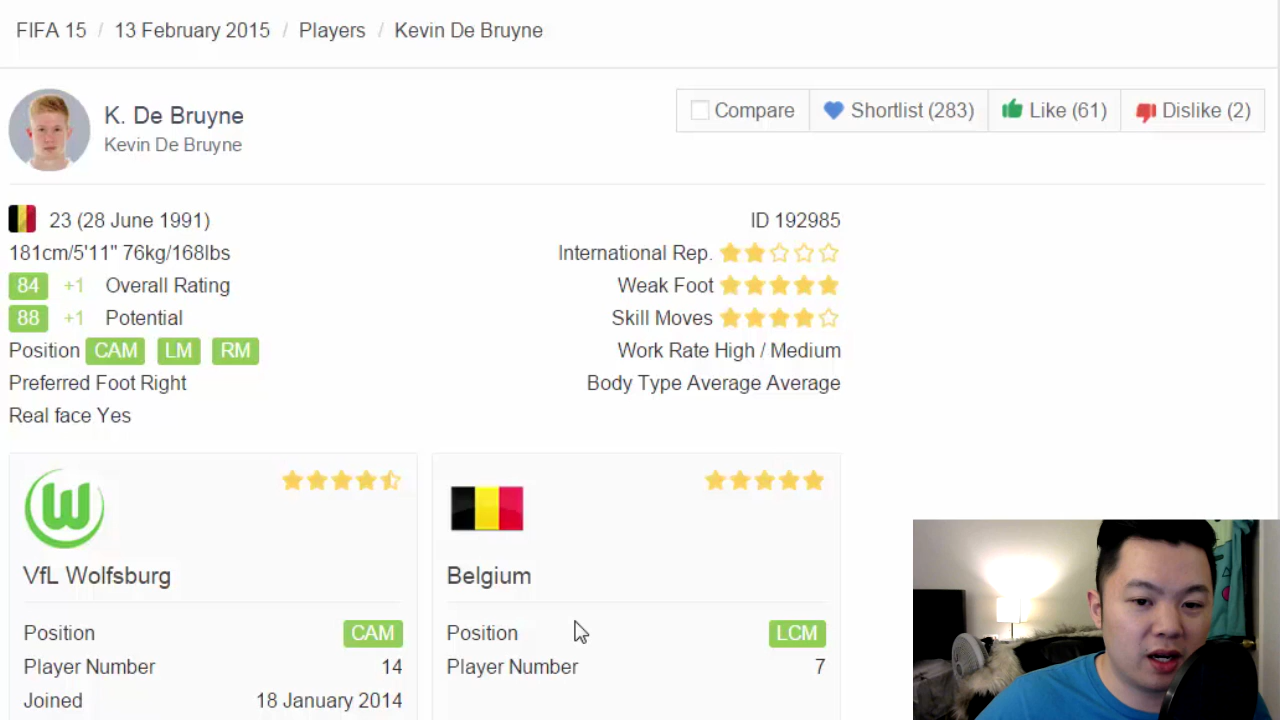 FIFA 15 / 13 February 2015 / Players / Kevin De Bruyne
K. De Bruyne
Kevin De Bruyne
Compare
Shortlist (283)
Like (61)
Dislike (2)
23 (28 June 1991)
181cm/5'11" 76kg/168lbs
84 +1 Overall Rating
88 +1 Potential
Position CAM LM RM
Preferred Foot Right
Real face Yes
ID 192985
International Rep.
Weak Foot
Skill Moves
Work Rate High / Medium
Body Type Average Average
W
VfL Wolfsburg
Position CAM
Player Number 14
Joined 18 January 2014
Belgium
Position LCM
Player Number 7